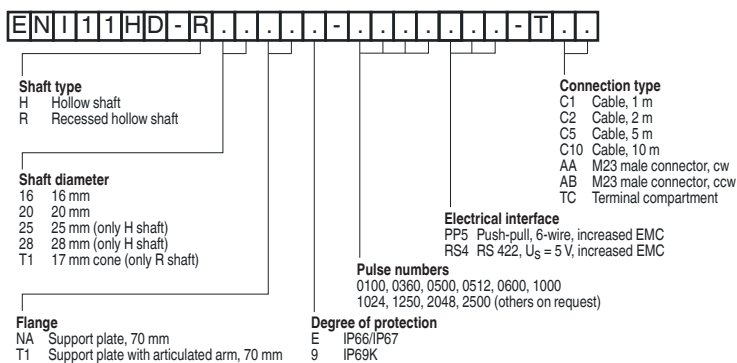 ENI11HD-R.....-.......-T..
Shaft type
H Hollow shaft
R Recessed hollow shaft
Shaft diameter
16 16 mm
20 20 mm
25 25 mm (only H shaft)
28 28 mm (only H shaft)
T1 17 mm cone (only R shaft)
Flange
NA Support plate, 70 mm
T1 Support plate with articulated arm, 70 mm
Degree of protection
E IP66/IP67
9 IP69K
Pulse numbers
0100, 0360, 0500, 0512, 0600, 1000
1024, 1250, 2048, 2500 (others on request)
Electrical interface
PP5 Push-pull, 6-wire, increased EMC
RS4 RS 422, US = 5 V, increased EMC
Connection type
C1 Cable, 1 m
C2 Cable, 2 m
C5 Cable, 5 m
C10 Cable, 10 m
AA M23 male connector, cw
AB M23 male connector, ccw
TC Terminal compartment